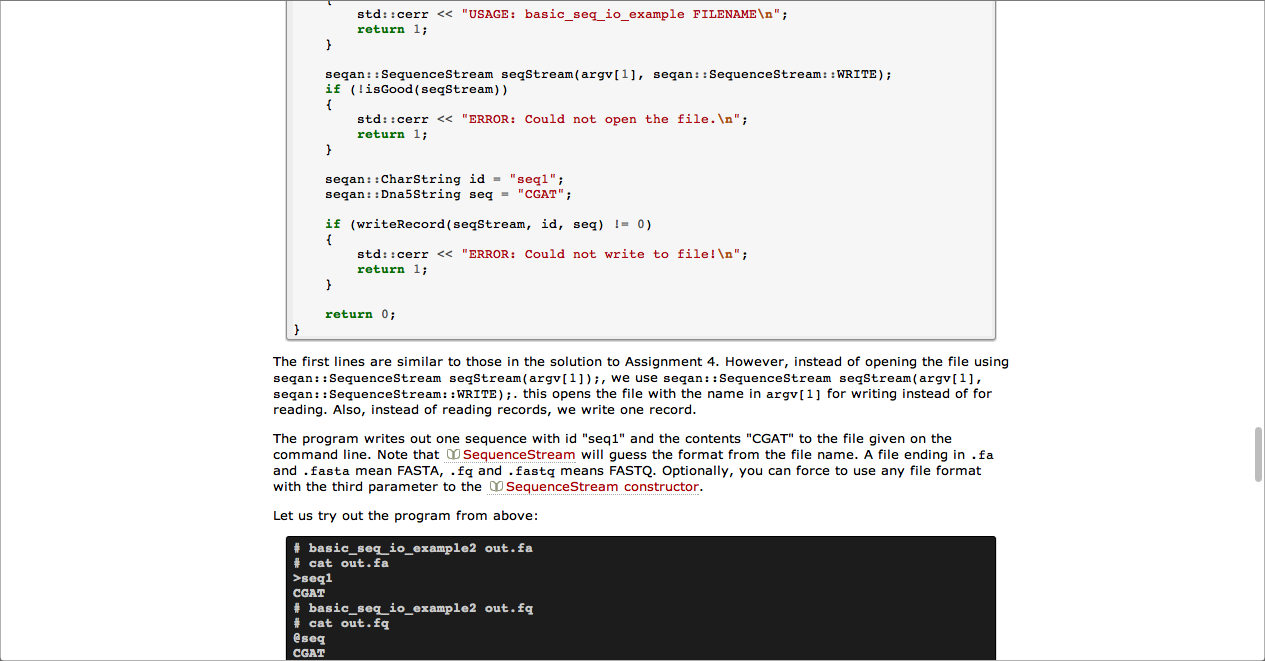 {
std::cerr << "USAGE: basic_seq_io_example FILENAME\n";
return 1;
}
seqan::SequenceStream seqStream(argv[1], seqan::SequenceStream::WRITE);
if (!isGood(seqStream))
{
std::cerr << "ERROR: Could not open the file.\n";
return 1;
}
seqan::CharString id = "seq1";
seqan::Dna5String seq = "CGAT";
if (writeRecord(seqStream, id, seq) != 0)
{
std::cerr << "ERROR: Could not write to file!\n";
return 1;
}
return 0;
}
The first lines are similar to those in the solution to Assignment 4. However, instead of opening the file using
seqan::SequenceStream seqStream(argv[1]);, we use seqan::SequenceStream seqStream(argv[1],
seqan::SequenceStream::WRITE);. this opens the file with the name in argv[1] for writing instead of for
reading. Also, instead of reading records, we write one record.
The program writes out one sequence with id "seq1" and the contents "CGAT" to the file given on the
command line. Note that SequenceStream will guess the format from the file name. A file ending in .fa
and .fasta mean FASTA, .fq and .fastq means FASTQ. Optionally, you can force to use any file format
with the third parameter to the SequenceStream constructor.
Let us try out the program from above:
# basic_seq_io_example2 out.fa
# cat out.fa
>seq1
CGAT
# basic_seq_io_example2 out.fq
# cat out.fq
@seq
CGAT